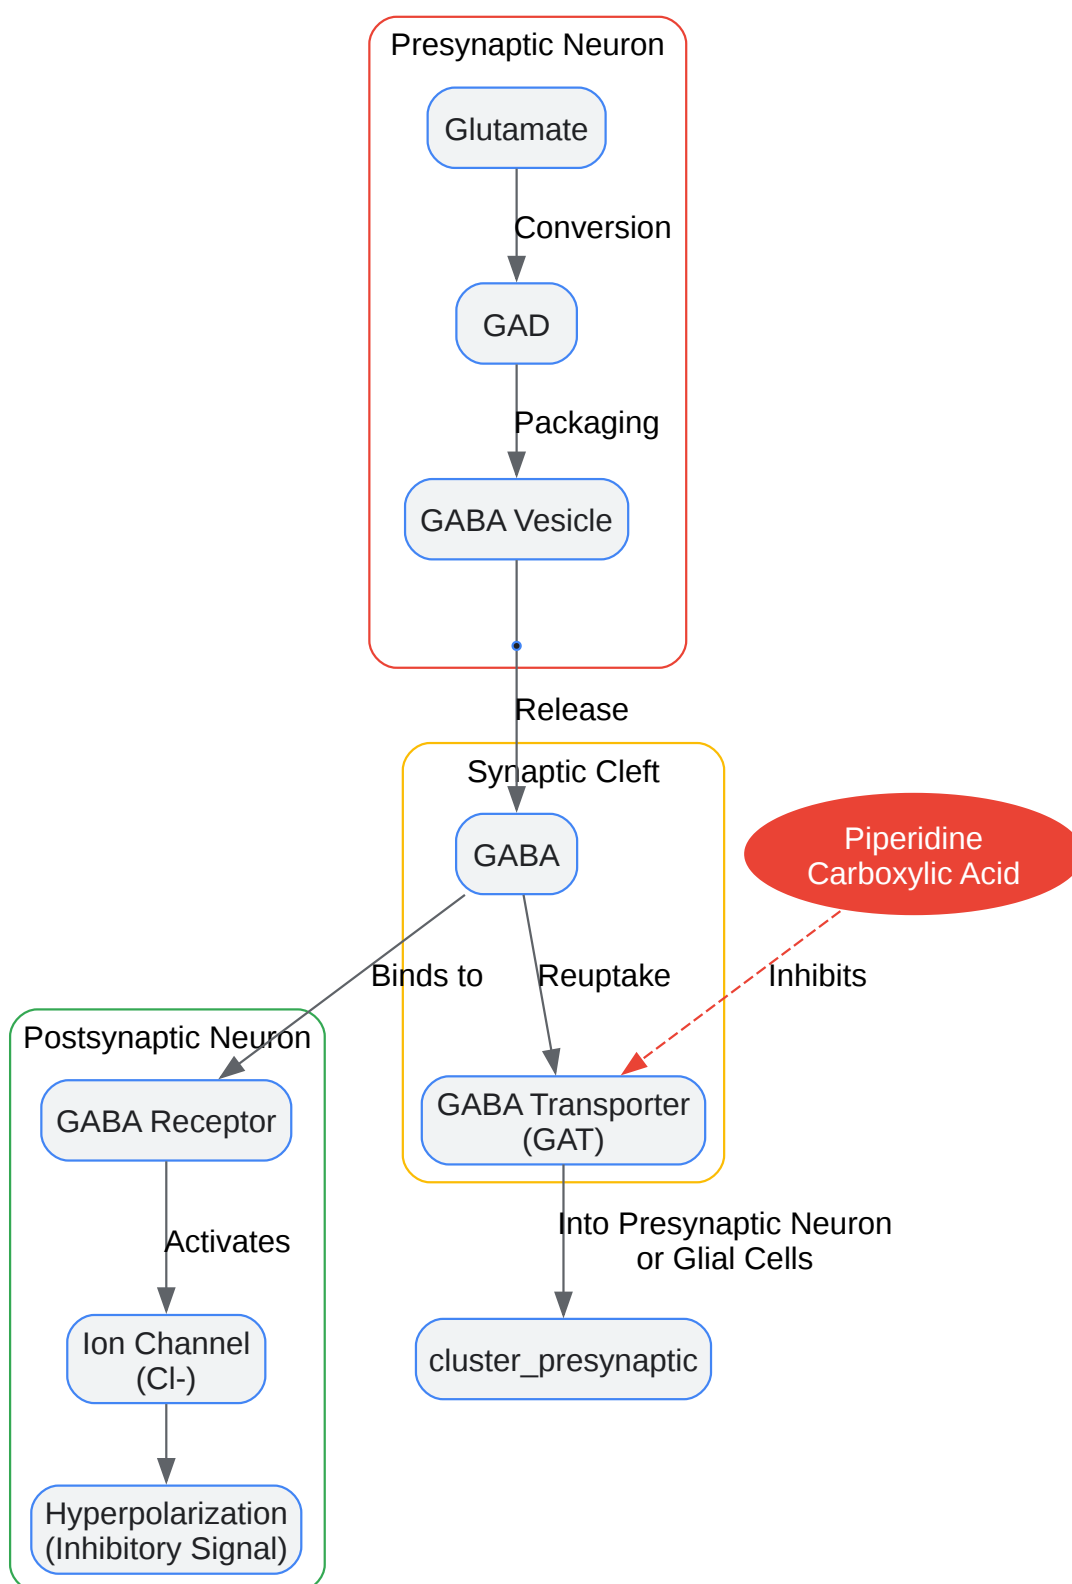 Presynaptic Neuron
Glutamate
Conversion
GAD
Packaging
GABA Vesicle
Release
Synaptic Cleft
GABA
Piperidine
Carboxylic Acid
Binds to
Reuptake
Inhibits
Postsynaptic Neuron
GABA Receptor
GABA Transporter
(GAT)
Activates
Into Presynaptic Neuron
or Glial Cells
Ion Channel
(Cl-)
cluster_presynaptic
Hyperpolarization
(Inhibitory Signal)